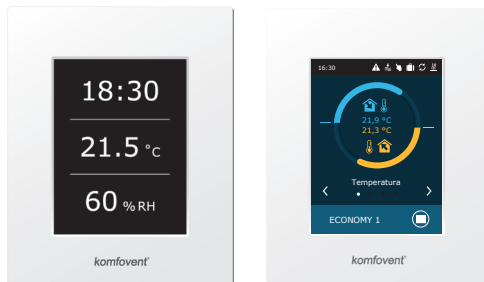 18:30
21.5 °C
60 %RH
komfovent
16:30
21,9 °C
21,3 °C
Temperatura
ECONOMY 1
komfovent